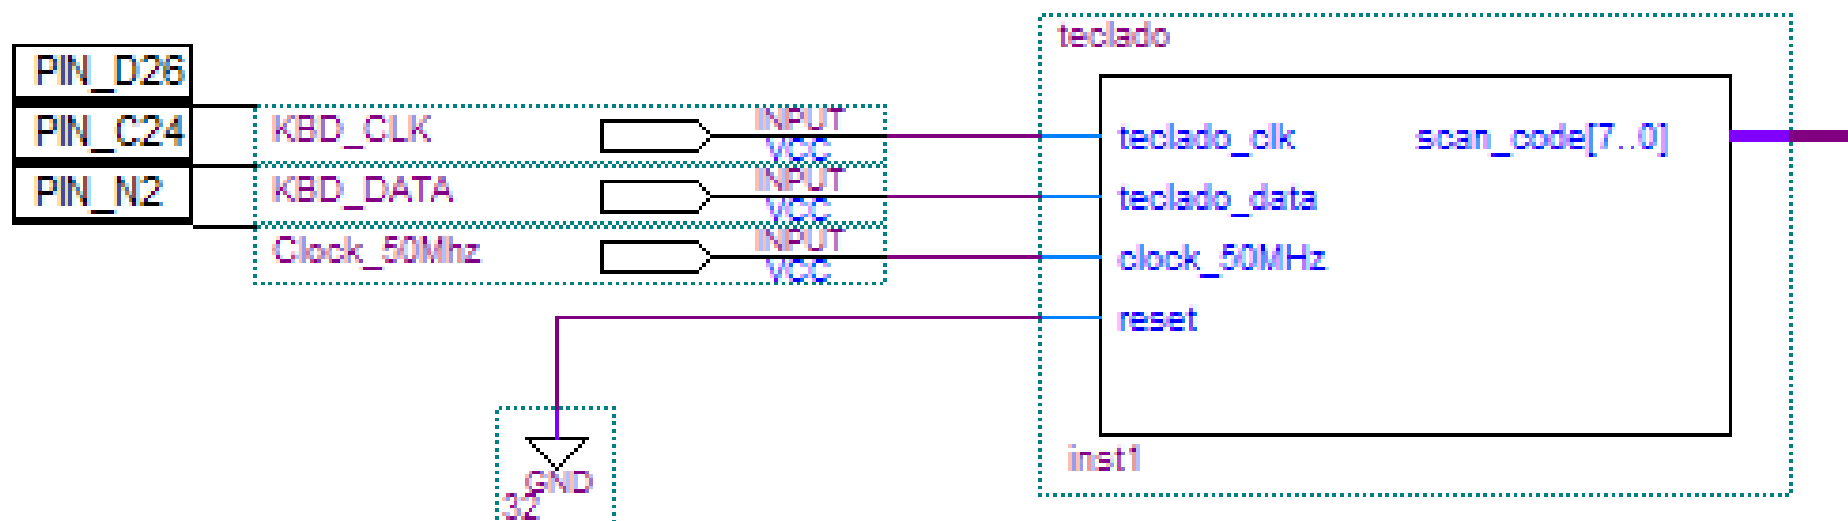 teclado
PIN_D26
PIN_C24
PIN_N2
KBD_CLK INPUT
VCC
KBD_DATA INPUT
VCC
Clock_50Mhz INPUT
VCC
teclado_clk scan_code[7..0]
teclado_data
clock_50MHz
reset
inst1
GND
32